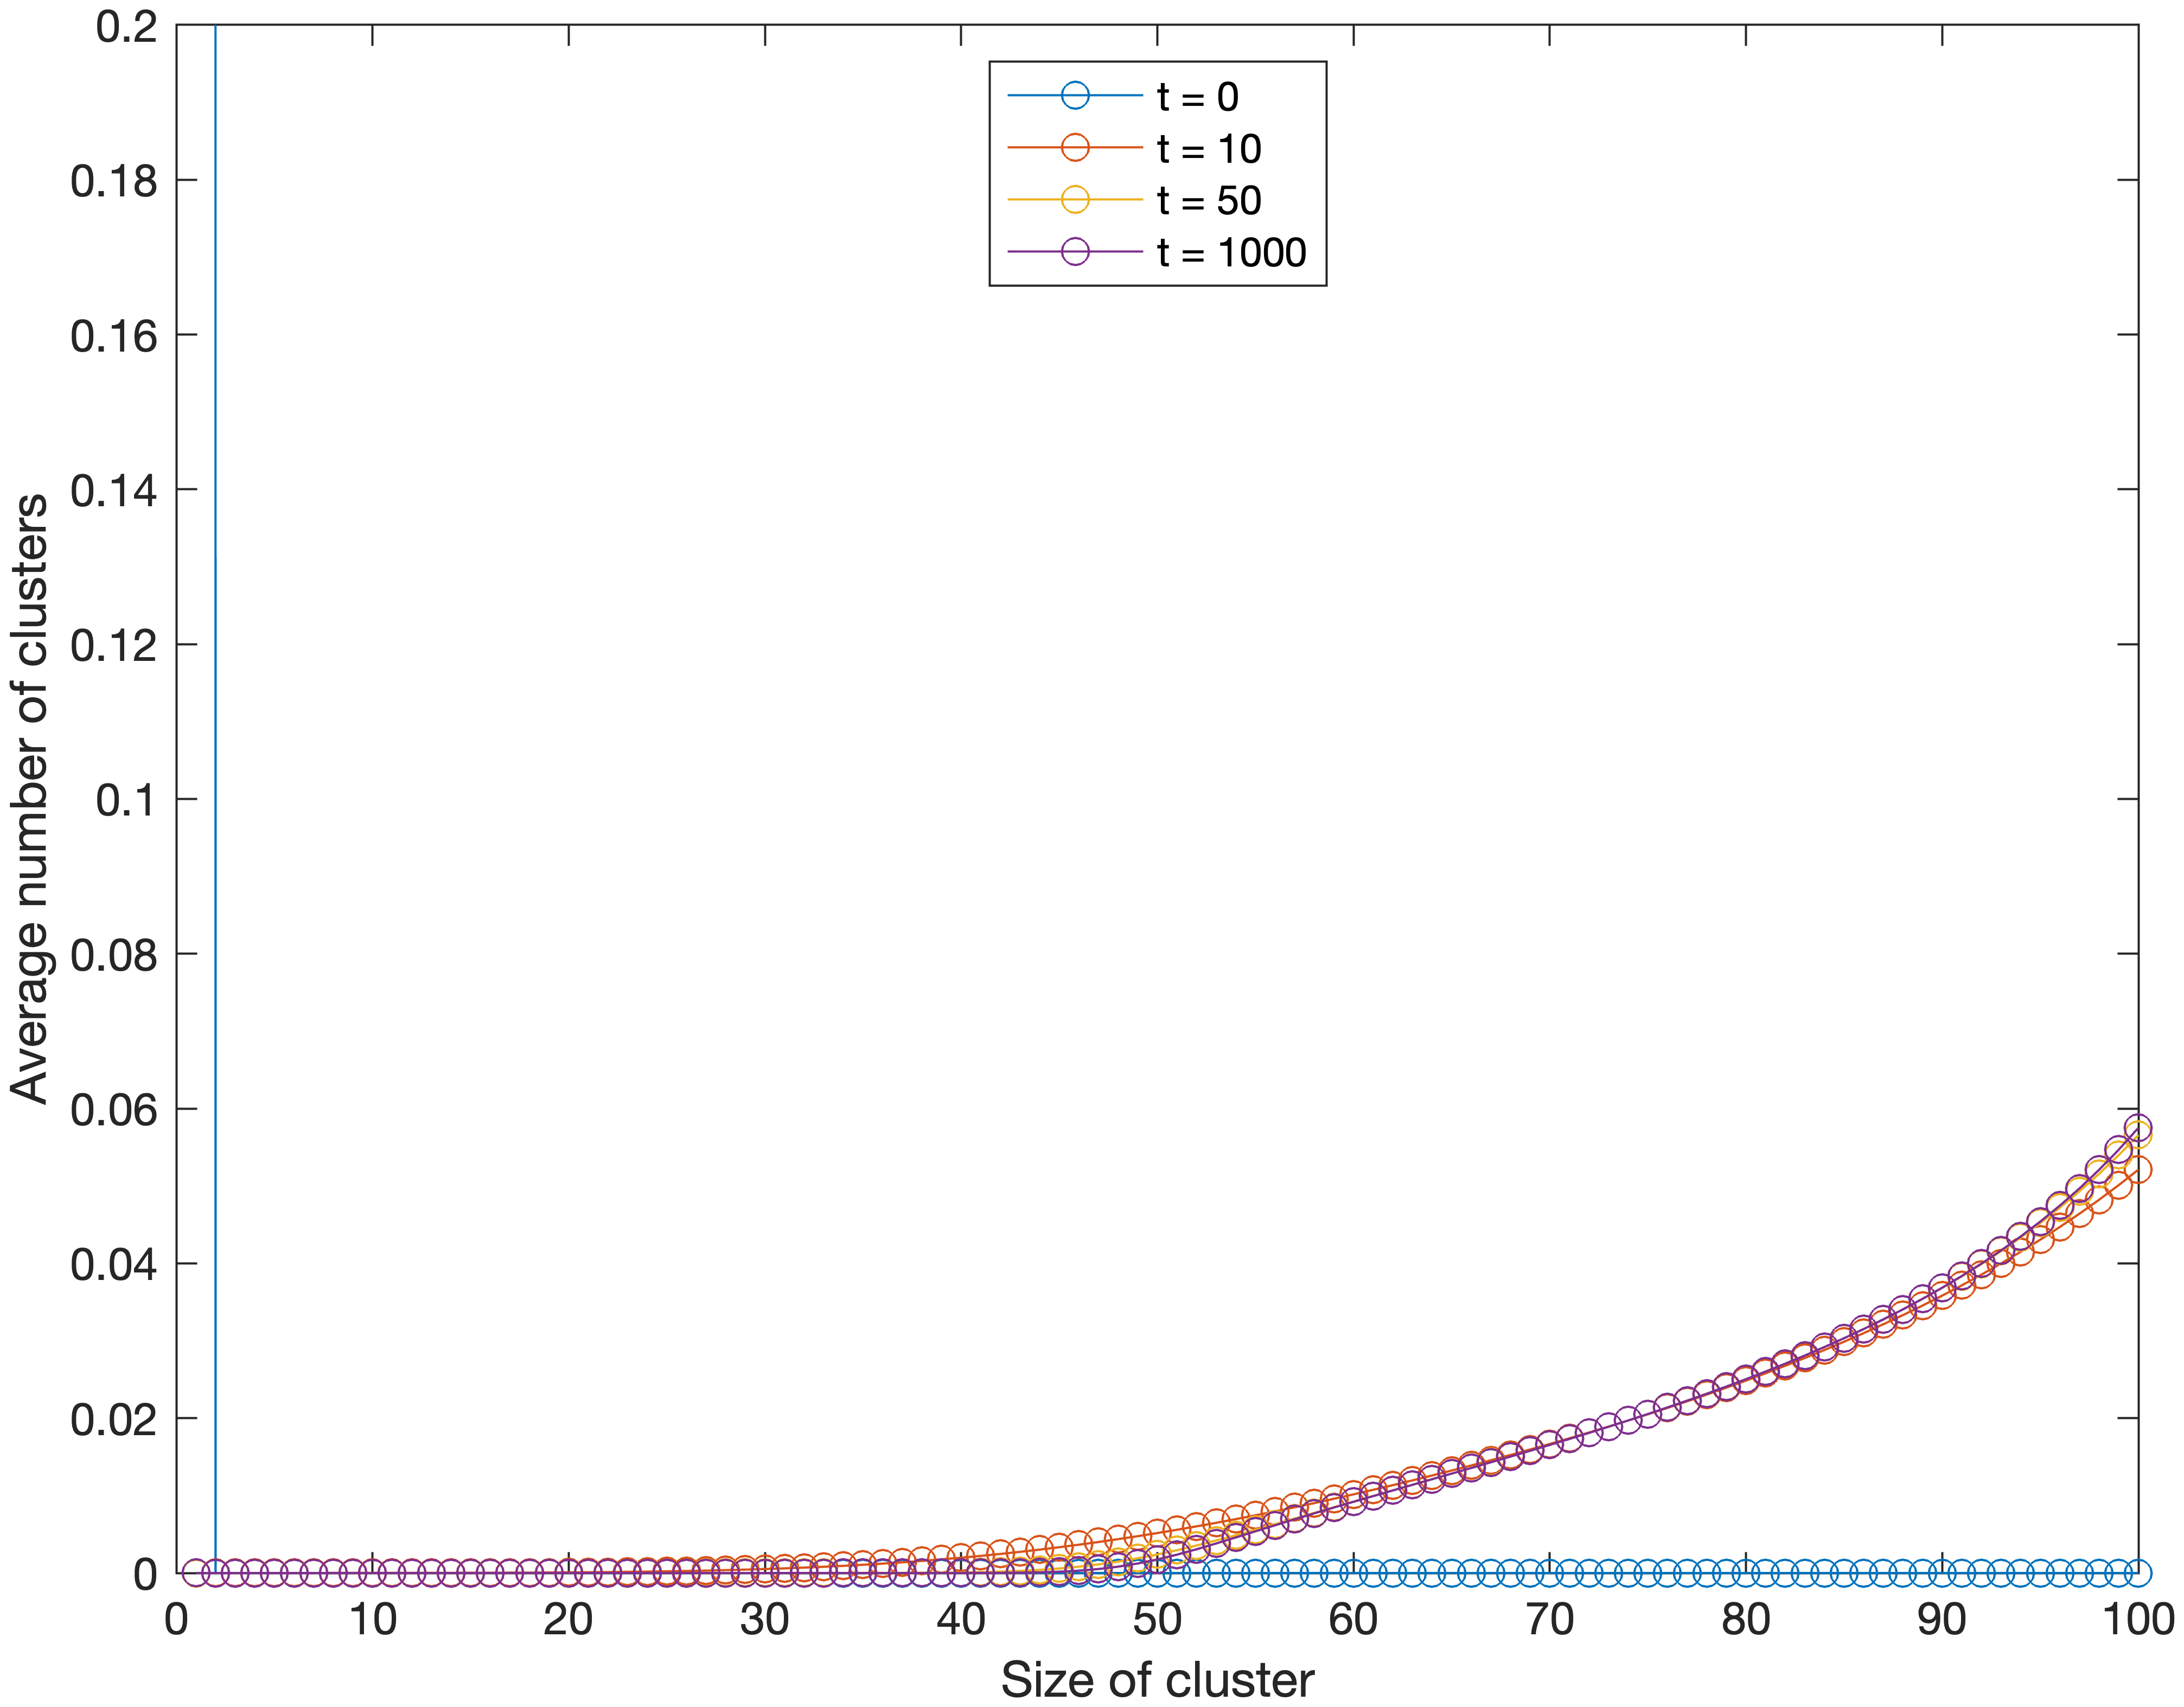 0.2
0.18
0.16
0.14
0.12
0.1
0.08
0.06
0.04
0.02
0
Average number of clusters
t = 0
t = 10
t = 50
t = 1000
0 10 20 30 40 50 60 70 80 90 100
Size of cluster